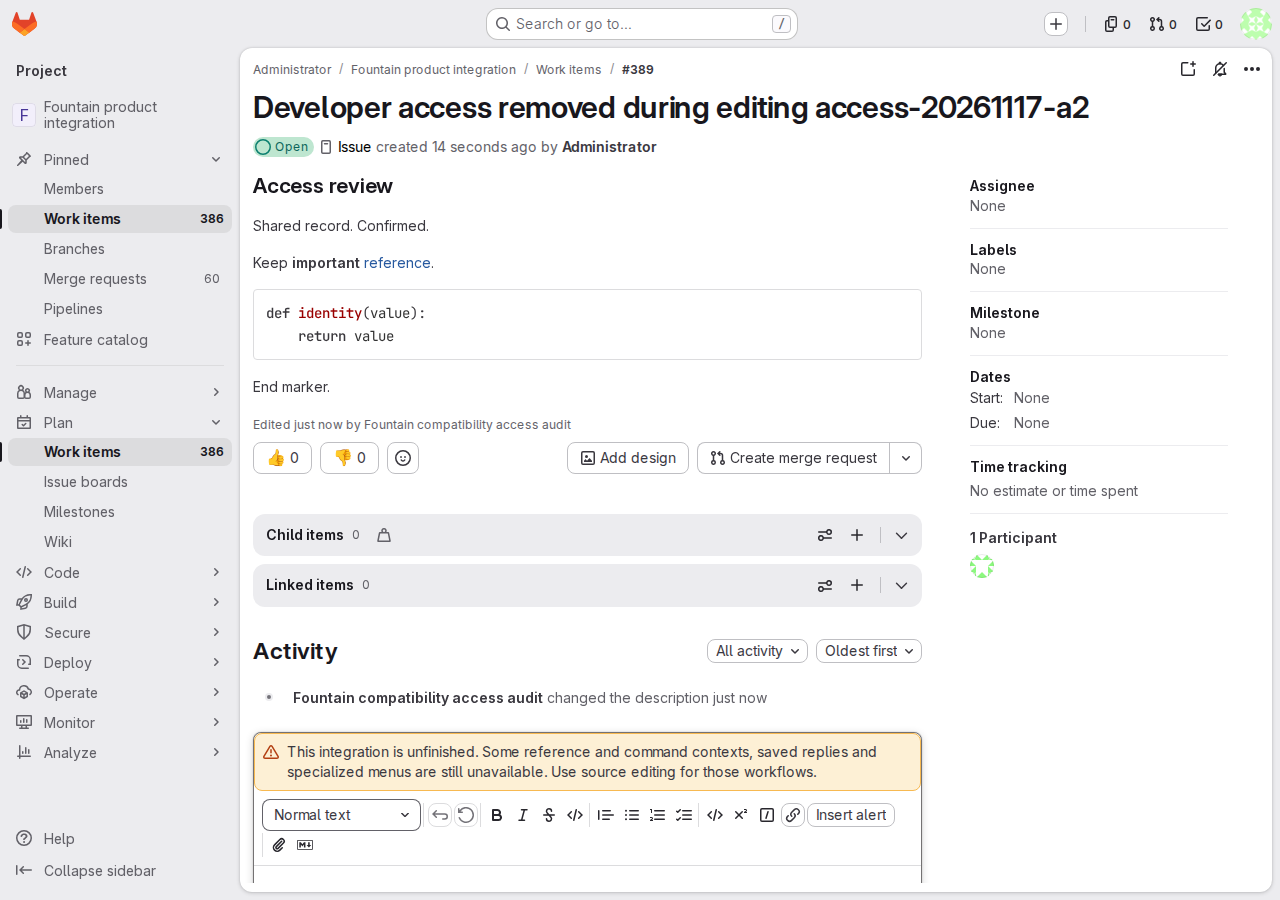 Search or go to...
/
0
0
0
Project
F
Fountain product
integration
Pinned
Members
Work items 386
Branches
Merge requests 60
Pipelines
Feature catalog
Manage
Plan
Work items 386
Issue boards
Milestones
Wiki
Code
Build
Secure
Deploy
Operate
Monitor
Analyze
Help
Collapse sidebar
Administrator / Fountain product integration / Work items / #389
Developer access removed during editing access-20261117-a2
Open Issue created 14 seconds ago by Administrator
Access review
Shared record. Confirmed.
Keep important reference.
def identity(value):
    return value
End marker.
Edited just now by Fountain compatibility access audit
👍 0
👎 0
Add design
Create merge request
Child items 0
Linked items 0
Activity
All activity
Oldest first
Fountain compatibility access audit changed the description just now
This integration is unfinished. Some reference and command contexts, saved replies and
specialized menus are still unavailable. Use source editing for those workflows.
Normal text
Insert alert
Assignee
None
Labels
None
Milestone
None
Dates
Start: None
Due: None
Time tracking
No estimate or time spent
1 Participant